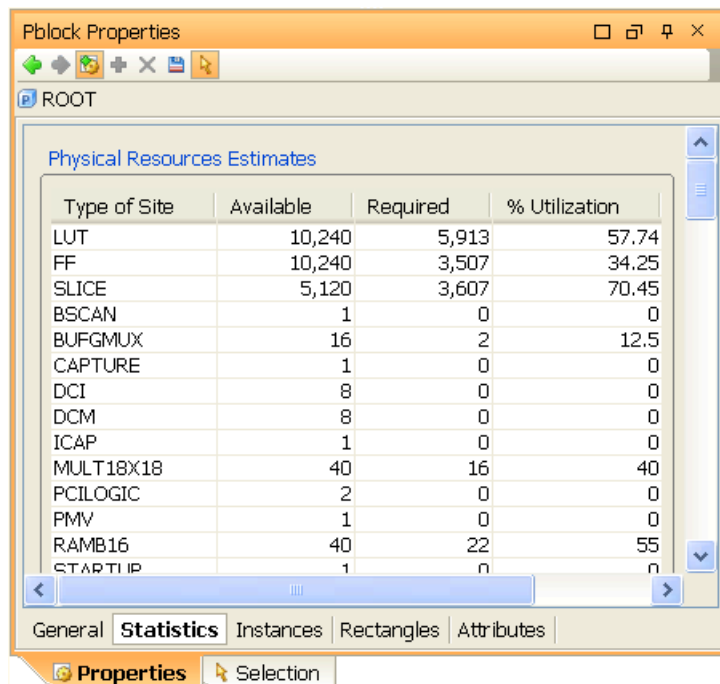 Pblock Properties
ROOT
Physical Resources Estimates
Type of Site Available Required % Utilization
LUT 10,240 5,913 57.74
FF 10,240 3,507 34.25
SLICE 5,120 3,607 70.45
BSCAN 1 0 0
BUFGMUX 16 2 12.5
CAPTURE 1 0 0
DCI 8 0 0
DCM 8 0 0
ICAP 1 0 0
MULT18X18 40 16 40
PCILOGIC 2 0 0
PMV 1 0 0
RAMB16 40 22 55
STARTUP 1 0 0
General Statistics Instances Rectangles Attributes
Properties Selection